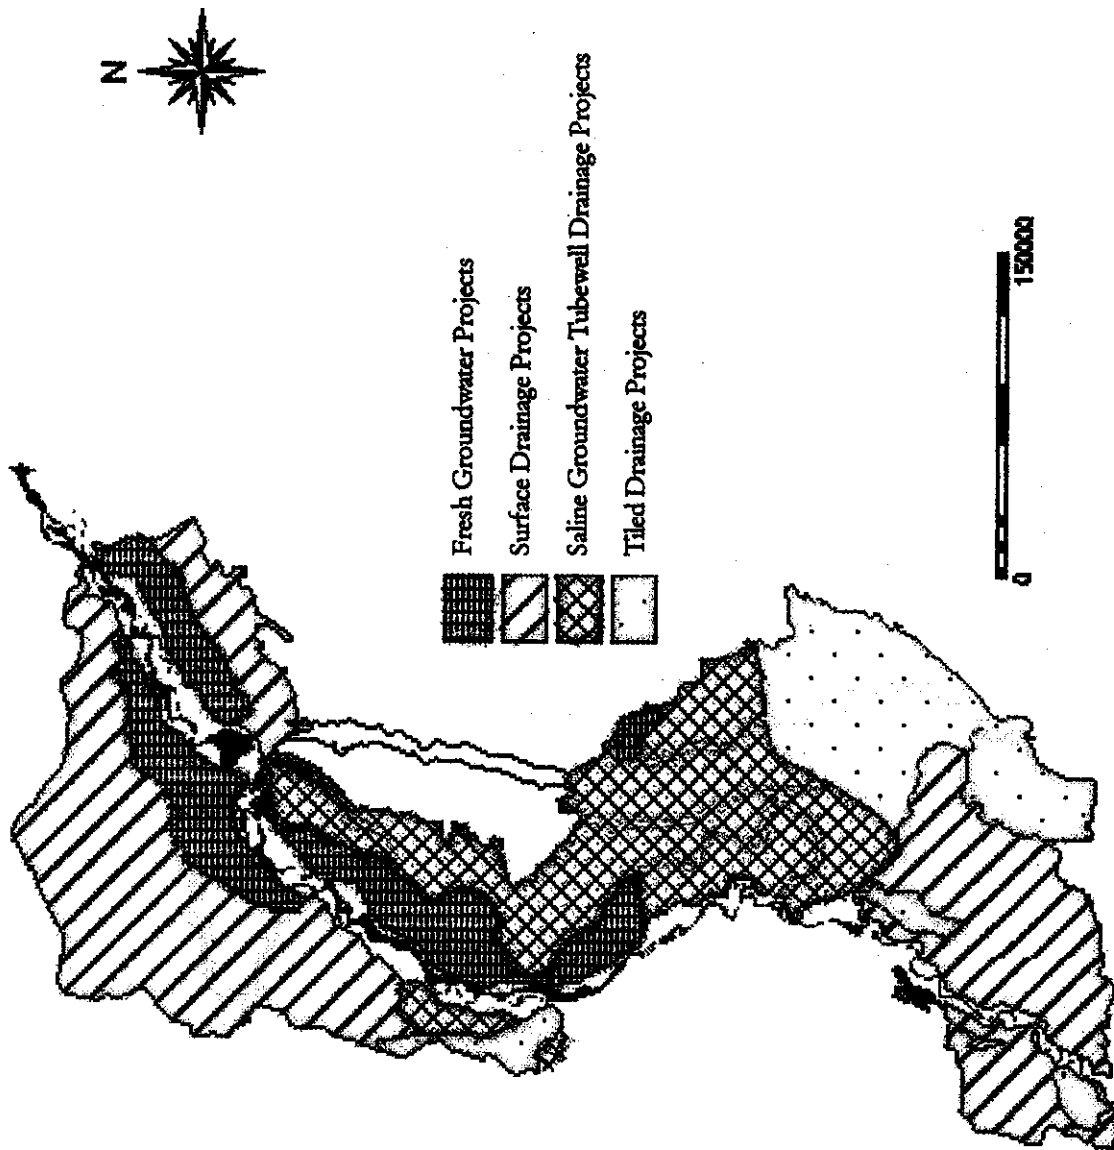 N
Fresh Groundwater Projects
Surface Drainage Projects
Saline Groundwater Tubewell Drainage Projects
Tiled Drainage Projects
0
150000